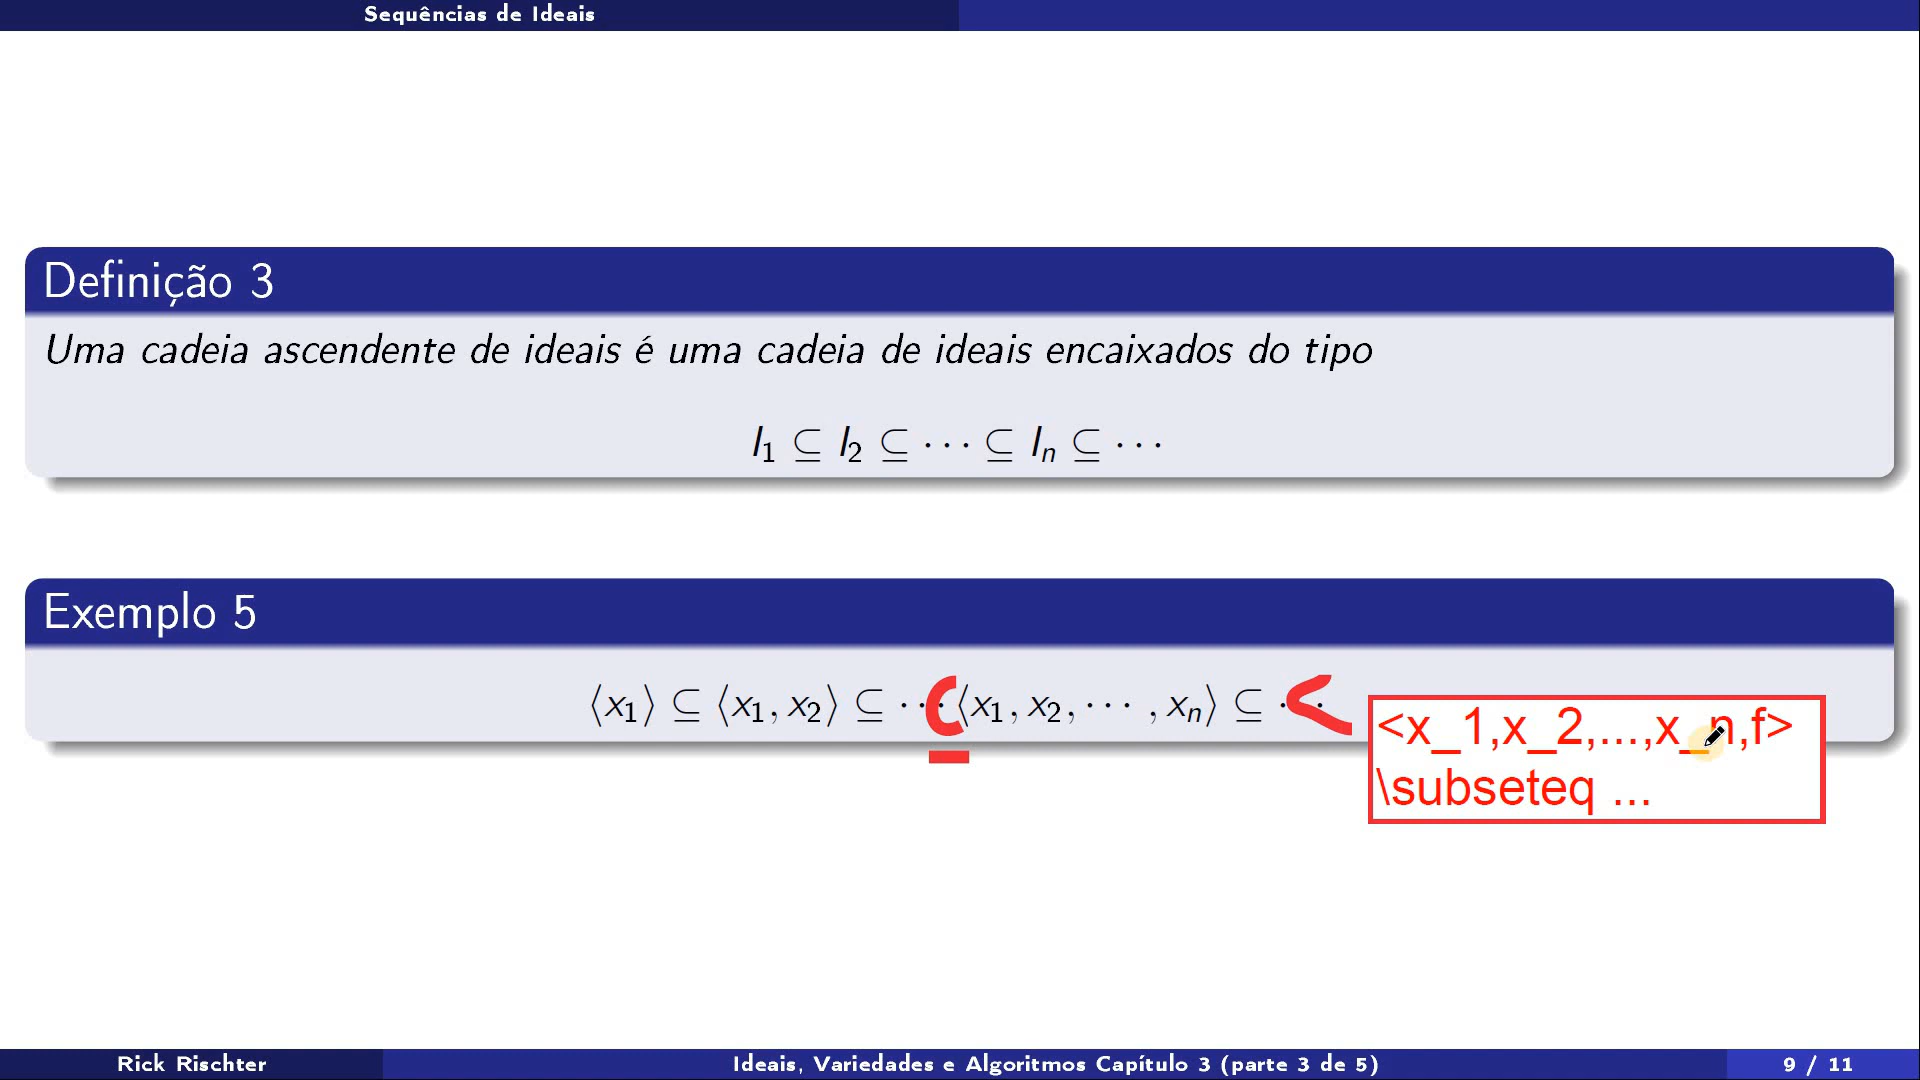 Sequências de Ideais
Definição 3
Uma cadeia ascendente de ideais é uma cadeia de ideais encaixados do tipo
I₁ ⊆ I₂ ⊆ ··· ⊆ Iₙ ⊆ ···
Exemplo 5
⟨x₁⟩ ⊆ ⟨x₁, x₂⟩ ⊆ ··· ⊆ ⟨x₁, x₂, ··· , xₙ⟩ ⊆ ··· <
<x_1,x_2,...,x_n,f>
\subseteq ...
Rick Rischter
Ideais, Variedades e Algoritmos Capítulo 3 (parte 3 de 5)
9 / 11